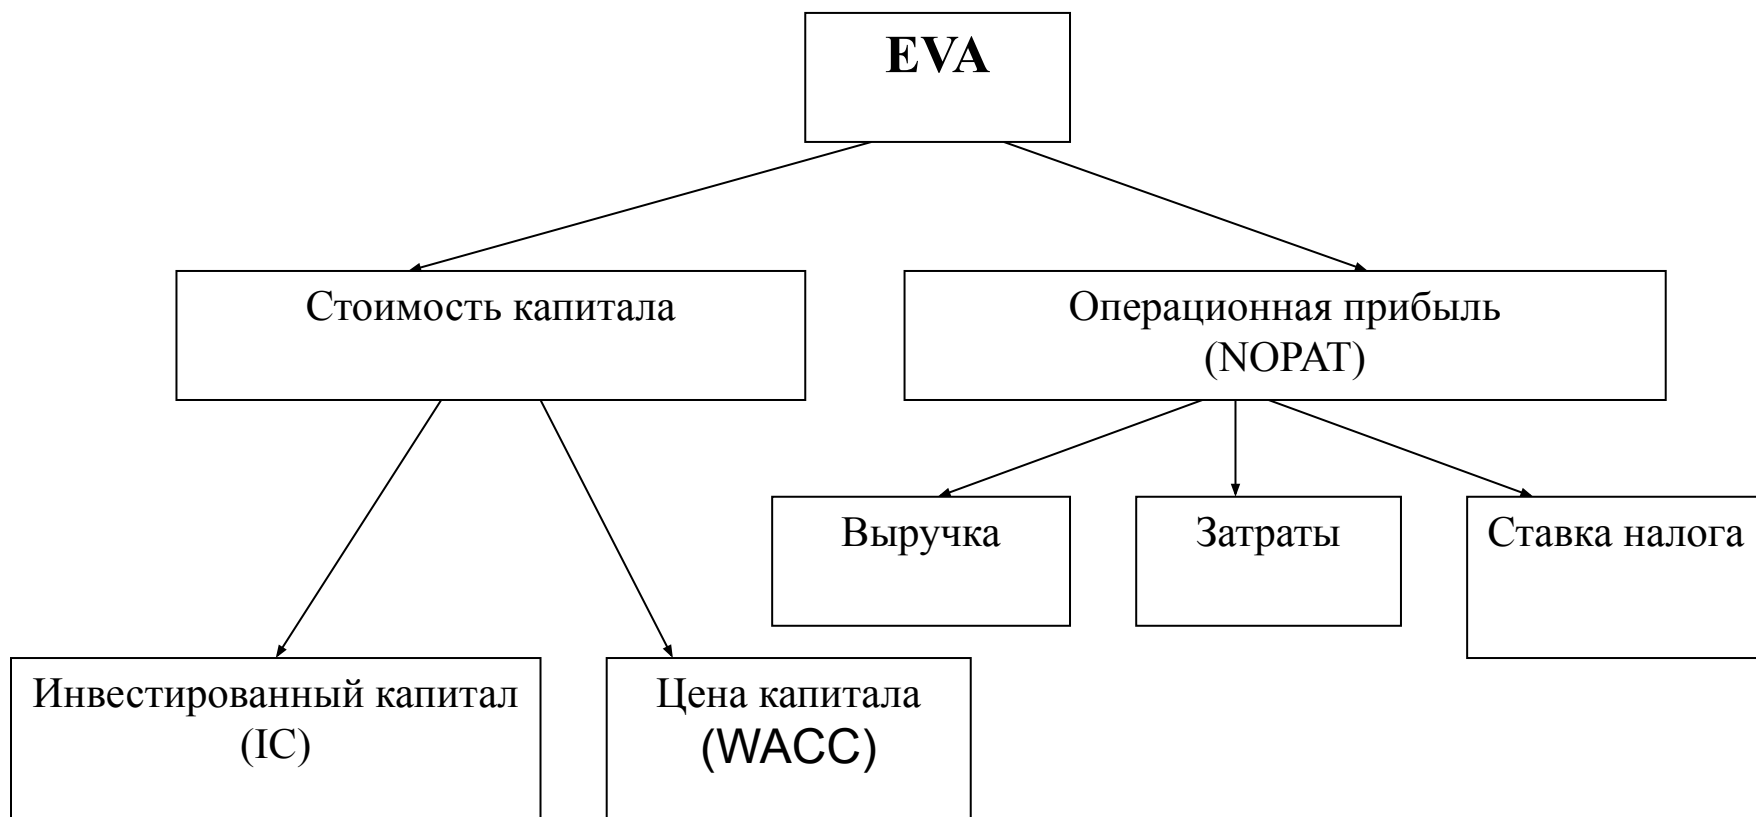 EVA
Стоимость капитала
Операционная прибыль
(NOPAT)
Выручка
Затраты
Ставка налога
Инвестированный капитал
(IC)
Цена капитала
(WACC)